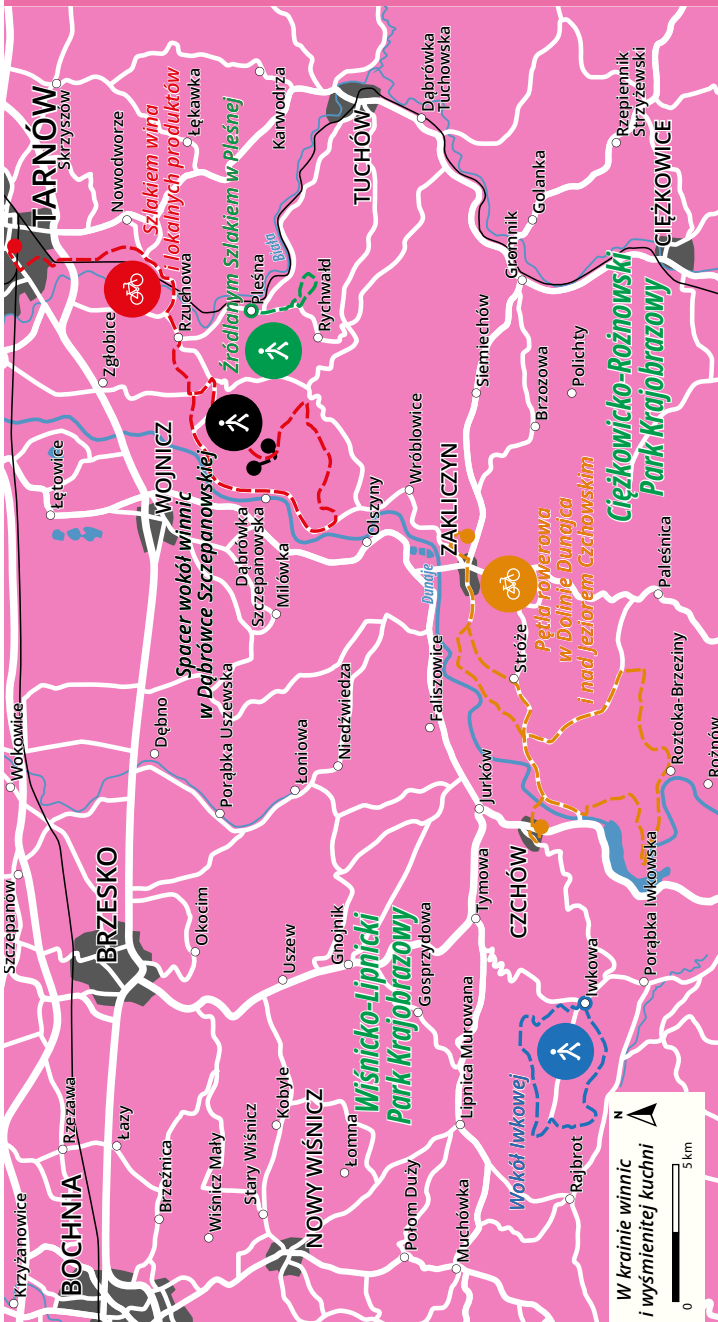 Krzyżanowice
BOCHNIA
Rzezawa
Łazy
Brzeźnica
Wiśnicz Mały
Stary Wiśnicz
Kobyle
NOWY WIŚNICZ
Łomna
Połom Duży
Muchówka
Rajbrot
Lipnica Murowana
Wokół Iwkowej
Iwkowa
Wiśnicko-Lipnicki
Park Krajobrazowy
Gosprzydowa
Gnojnik
Uszew
Okocim
BRZESKO
Szczepanow
Wokowice
Tymowa
Jurków
CZCHÓW
Porąbka Iwkowska
Dębno
Porąbka Uszewska
Łoniowa
Niedźwiedza
Faliszowice
Roztoka-Brzeziny
Rożnów
Stróże
Paleśnica
Pętla rowerowa
w Dolinie Dunajca
i nad Jeziorem Czchowskim
Spacer wokół winnic
w Dąbrówce Szczepanowskiej
Dąbrówka
Szczepanowska
Milówka
WOJNICZ
Łętowice
Olszyny
Dunaje
ZAKLICZYN
Wróblowice
Siemiechów
Brzozowa
Polichty
Ciężkowicko-Rożnowski
Park Krajobrazowy
Zgłobice
Rzuchowa
Źródlanym Szlakiem w Pleśnej
Pleśna
Biała
Rychwałd
Szlakiem wina
i lokalnych produktów
TARNÓW
Skrzyszów
Nowodworze
Łękawka
Karwodrza
TUCHÓW
Dąbrówka
Tuchowska
Gromnik
Golanka
Rzepiennik
Strzyżewski
CIĘŻKOWICE
W krainie winnic
i wyśmienitej kuchni
N
0
5 km